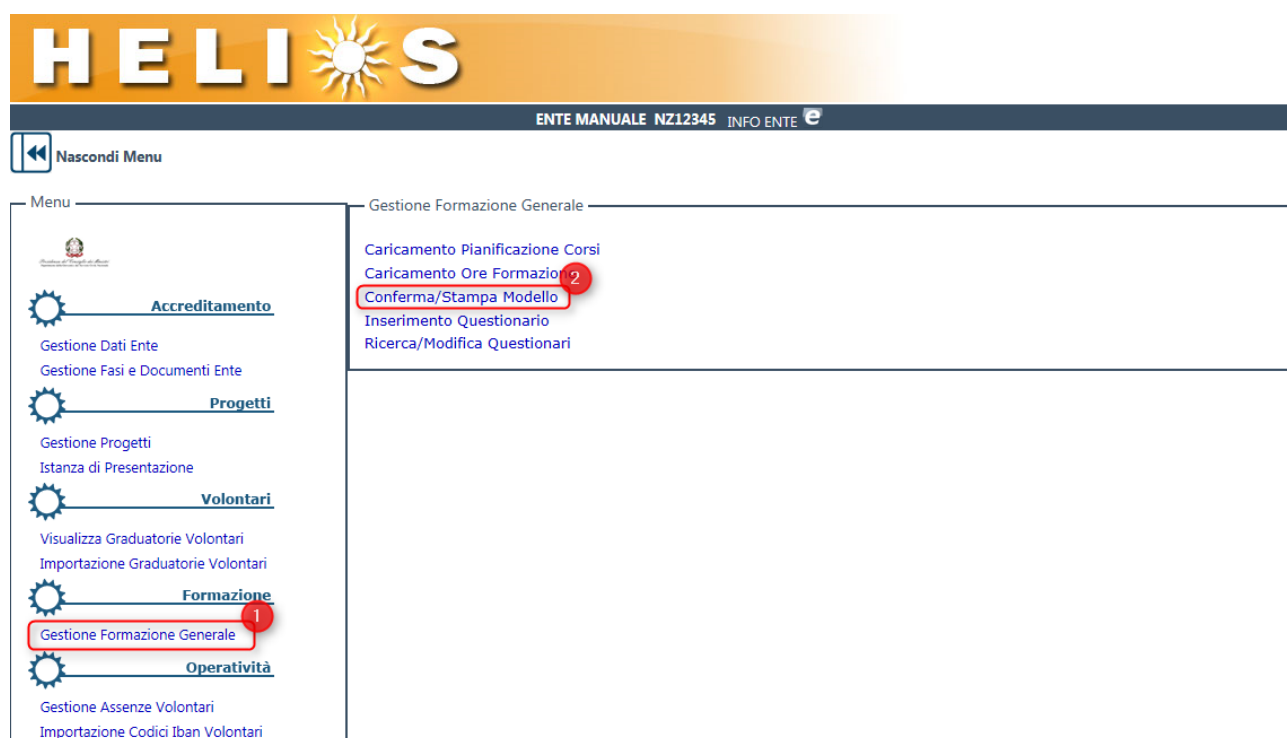 HELIOS
ENTE MANUALE NZ12345 INFO ENTE
Nascondi Menu
Menu
Accreditamento
Gestione Dati Ente
Gestione Fasi e Documenti Ente
Progetti
Gestione Progetti
Istanza di Presentazione
Volontari
Visualizza Graduatorie Volontari
Importazione Graduatorie Volontari
Formazione
1
Gestione Formazione Generale
Operatività
Gestione Assenze Volontari
Importazione Codici Iban Volontari
Gestione Formazione Generale
Caricamento Pianificazione Corsi
Caricamento Ore Formazione
2
Conferma/Stampa Modello
Inserimento Questionario
Ricerca/Modifica Questionari